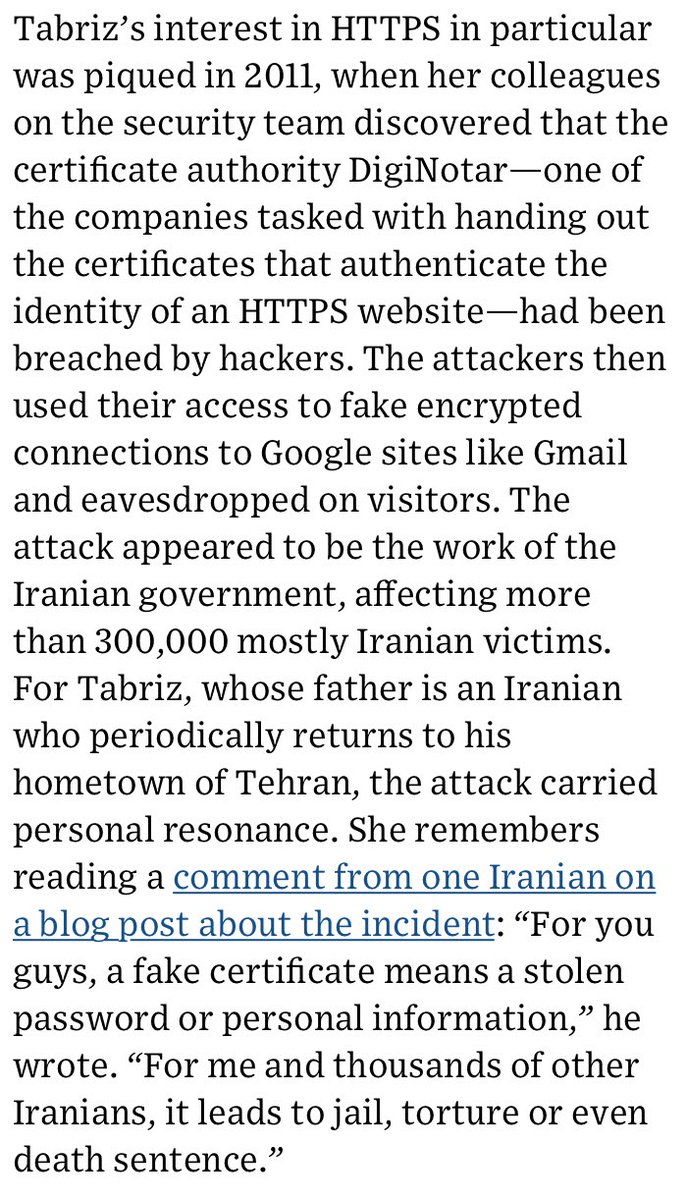 Tabriz’s interest in HTTPS in particular
was piqued in 2011, when her colleagues
on the security team discovered that the
certificate authority DigiNotar—one of
the companies tasked with handing out
the certificates that authenticate the
identity of an HTTPS website—had been
breached by hackers. The attackers then
used their access to fake encrypted
connections to Google sites like Gmail
and eavesdropped on visitors. The
attack appeared to be the work of the
Iranian government, affecting more
than 300,000 mostly Iranian victims.
For Tabriz, whose father is an Iranian
who periodically returns to his
hometown of Tehran, the attack carried
personal resonance. She remembers
reading a comment from one Iranian on
a blog post about the incident: “For you
guys, a fake certificate means a stolen
password or personal information,” he
wrote. “For me and thousands of other
Iranians, it leads to jail, torture or even
death sentence.”